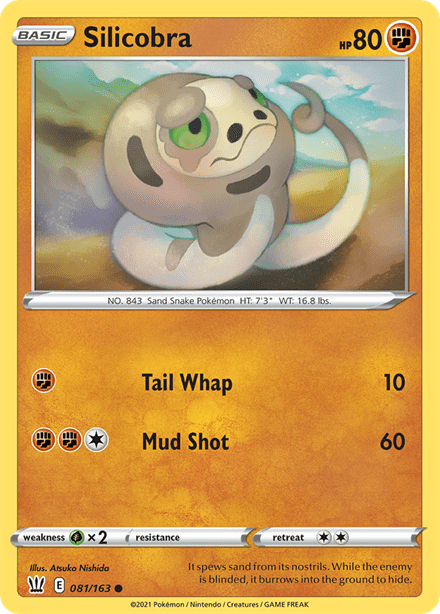 BASIC Silicobra HP80
NO. 843 Sand Snake Pokémon HT: 7'3" WT: 16.8 lbs.
Tail Whap 10
Mud Shot 60
weakness ×2 resistance retreat
Illus. Atsuko Nishida
It spews sand from its nostrils. While the enemy
is blinded, it burrows into the ground to hide.
E 081/163
©2021 Pokémon / Nintendo / Creatures / GAME FREAK